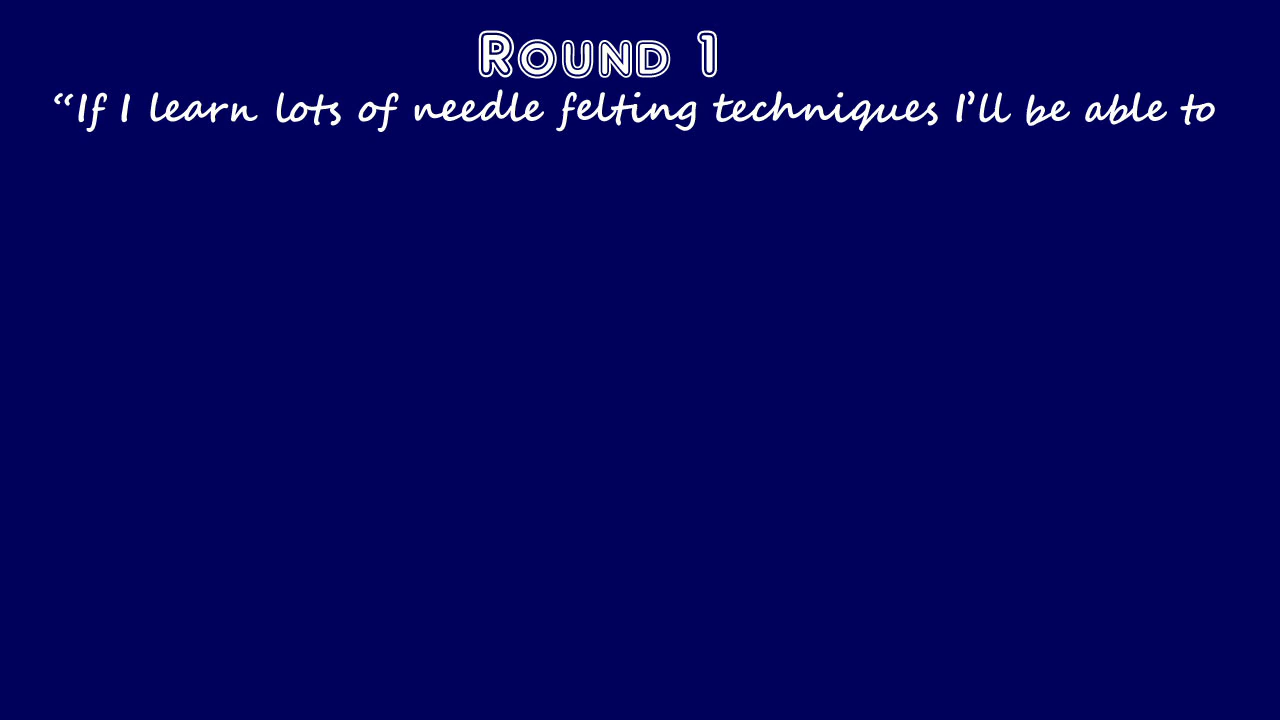 Round 1
“If I learn lots of needle felting techniques I’ll be able to